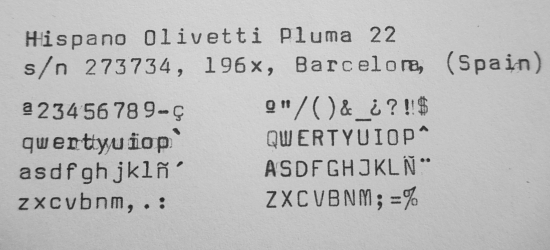 Hispano Olivetti Pluma 22
s/n 273734, 196x, Barcelona, (Spain)
ª23456789-ç
º"/()&_¿?!!$
qwertyuiop`
QWERTYUIOP^
asdfghjklñ´
ASDFGHJKLÑ¨
zxcvbnm,.:
ZXCVBNM;=%